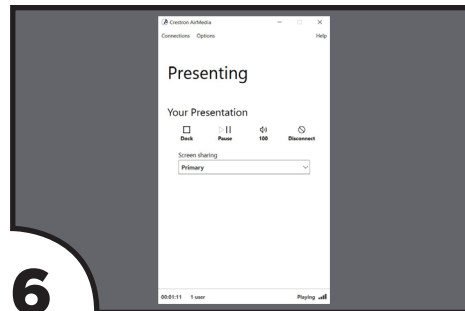 Crestron AirMedia
Connections Options Help
Presenting
Your Presentation
Dock Pause 100 Disconnect
Screen sharing
Primary
00:01:11 1 user Playing
6